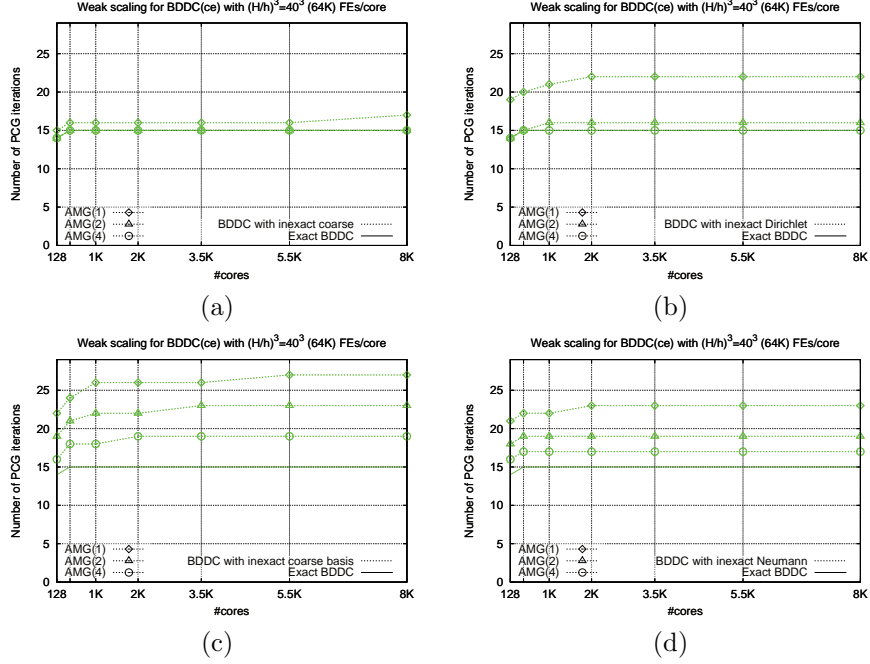 Weak scaling for BDDC(ce) with (H/h)³=40³ (64K) FEs/core
Number of PCG iterations
25
20
15
10
5
0
AMG(1)
AMG(2)
AMG(4)
BDDC with inexact coarse
Exact BDDC
128 1K 2K 3.5K 5.5K 8K
#cores
(a)
Weak scaling for BDDC(ce) with (H/h)³=40³ (64K) FEs/core
Number of PCG iterations
25
20
15
10
5
0
AMG(1)
AMG(2)
AMG(4)
BDDC with inexact Dirichlet
Exact BDDC
128 1K 2K 3.5K 5.5K 8K
#cores
(b)
Weak scaling for BDDC(ce) with (H/h)³=40³ (64K) FEs/core
Number of PCG iterations
25
20
15
10
5
0
AMG(1)
AMG(2)
AMG(4)
BDDC with inexact coarse basis
Exact BDDC
128 1K 2K 3.5K 5.5K 8K
#cores
(c)
Weak scaling for BDDC(ce) with (H/h)³=40³ (64K) FEs/core
Number of PCG iterations
25
20
15
10
5
0
AMG(1)
AMG(2)
AMG(4)
BDDC with inexact Neumann
Exact BDDC
128 1K 2K 3.5K 5.5K 8K
#cores
(d)